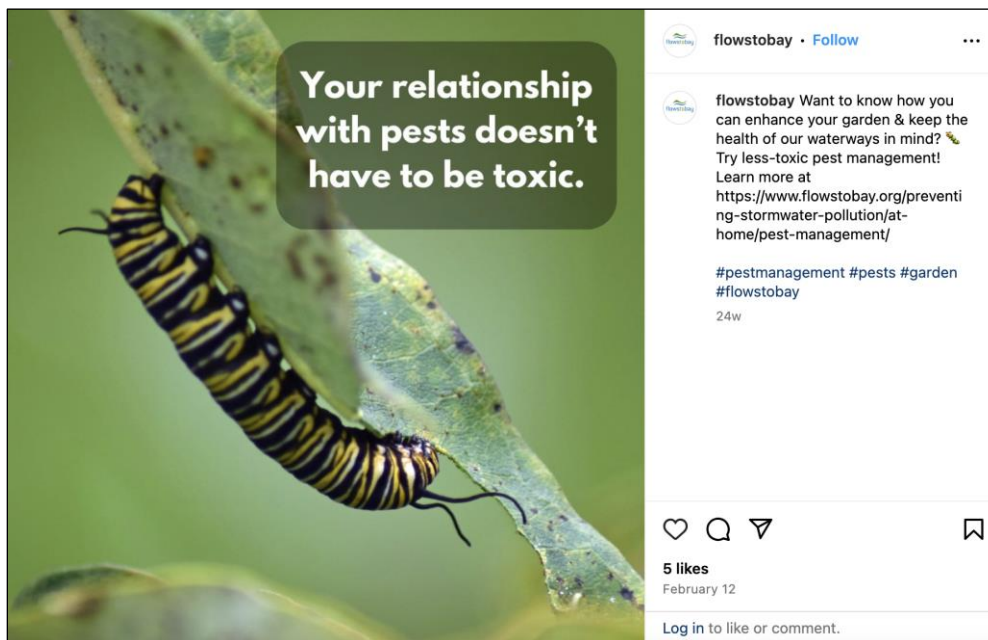 Your relationship
with pests doesn't
have to be toxic.
flowstobay
flowstobay • Follow
flowstobay
flowstobay Want to know how you
can enhance your garden & keep the
health of our waterways in mind? 🐛
Try less-toxic pest management!
Learn more at
https://www.flowstobay.org/preventi
ng-stormwater-pollution/at-
home/pest-management/
#pestmanagement #pests #garden
#flowstobay
24w
5 likes
February 12
Log in to like or comment.